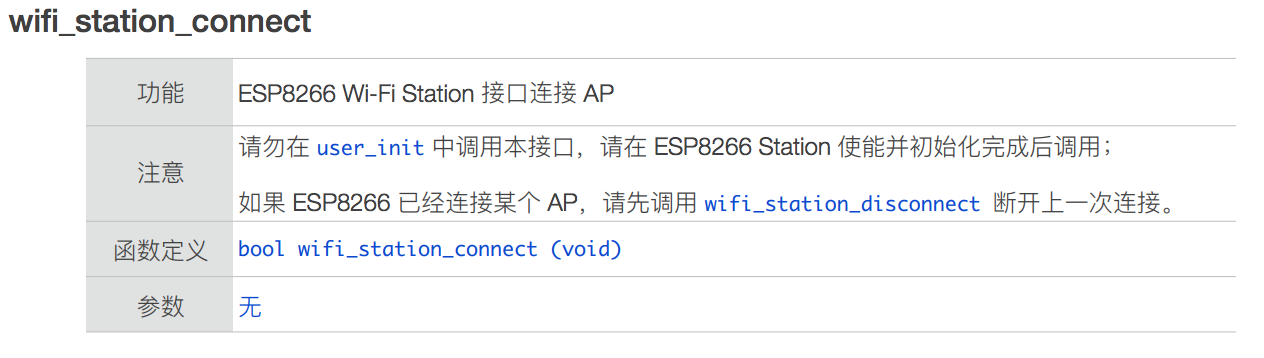 wifi_station_connect
功能 ESP8266 Wi-Fi Station 接口连接 AP
注意 请勿在 user_init 中调用本接口，请在 ESP8266 Station 使能并初始化完成后调用；
如果 ESP8266 已经连接某个 AP，请先调用 wifi_station_disconnect 断开上一次连接。
函数定义 bool wifi_station_connect (void)
参数 无